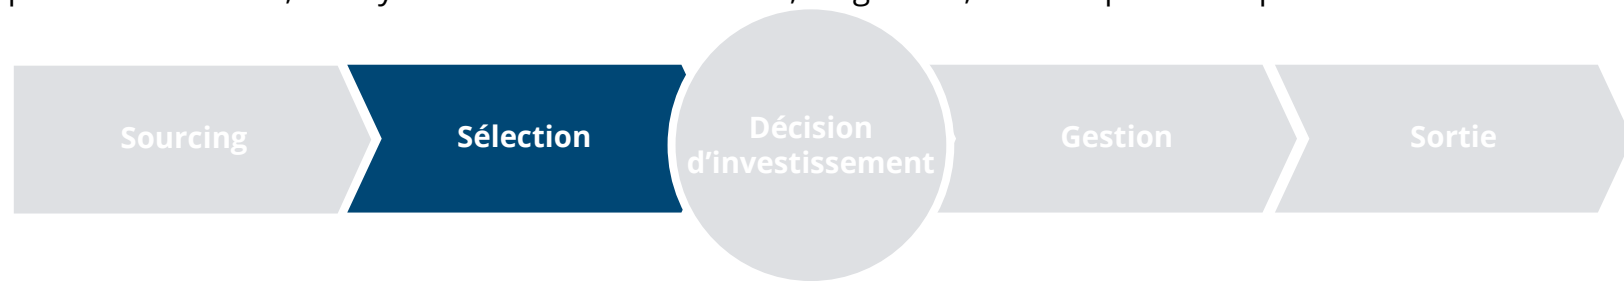 Sourcing
Sélection
Décision
d’investissement
Gestion
Sortie